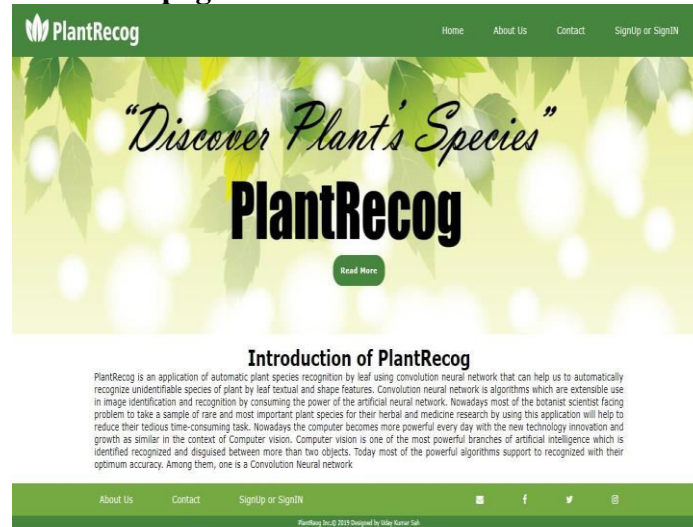 PlantRecog
Home About Us Contact SignUp or SignIN
“Discover Plant's Species”
PlantRecog
Read More
Introduction of PlantRecog
PlantRecog is an application of automatic plant species recognition by leaf using convolution neural network that can help us to automatically
recognize unidentifiable species of plant by leaf textual and shape features. Convolution neural network is algorithms which are extensible use
in image identification and recognition by consuming the power of the artificial neural network. Nowadays most of the botanist scientist facing
problem to take a sample of rare and most important plant species for their herbal and medicine research by using this application will help to
reduce their tedious time-consuming task. Nowadays the computer becomes more powerful every day with the new technology innovation and
growth as similar in the context of Computer vision. Computer vision is one of the most powerful branches of artificial intelligence which is
identified recognized and disguised between more than two objects. Today most of the powerful algorithms support to recognized with their
optimum accuracy. Among them, one is a Convolution Neural network
About Us Contact SignUp or SignIN
PlantReog Inc.© 2019 Designed by Uday Kumar Sah